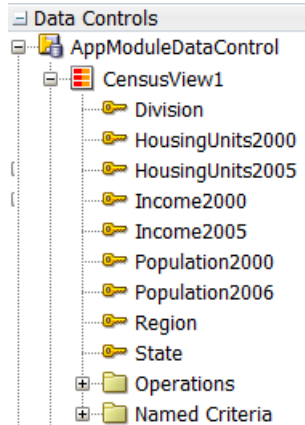 Data Controls
AppModuleDataControl
CensusView1
Division
HousingUnits2000
HousingUnits2005
Income2000
Income2005
Population2000
Population2006
Region
State
Operations
Named Criteria